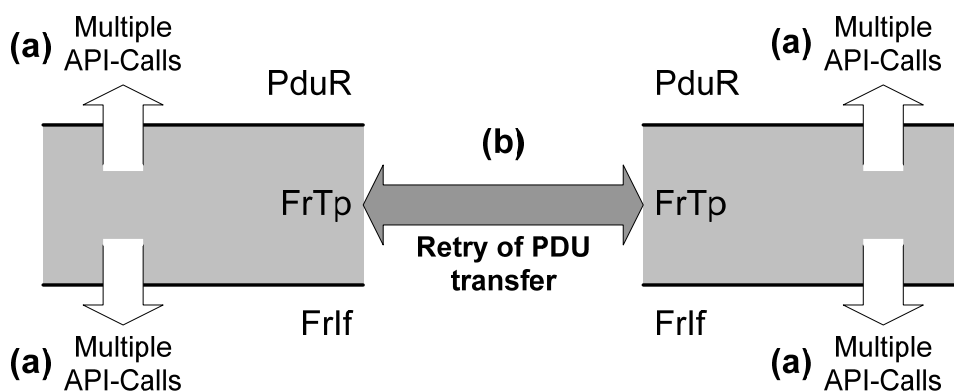 (a) Multiple
API-Calls
(a) Multiple
API-Calls
PduR
PduR
(b)
FrTp
FrTp
Retry of PDU
transfer
FrIf
FrIf
(a) Multiple
API-Calls
(a) Multiple
API-Calls